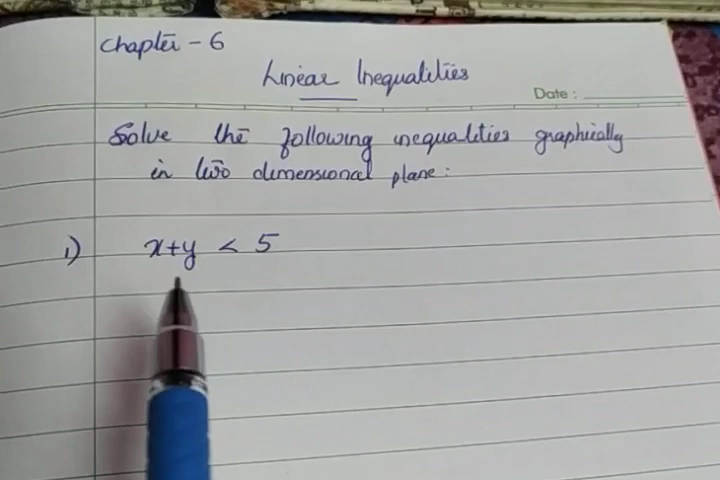 Chapter - 6
Linear Inequalities
Date :
Solve the following inequalities graphically
in two dimensional plane:
1) x+y < 5